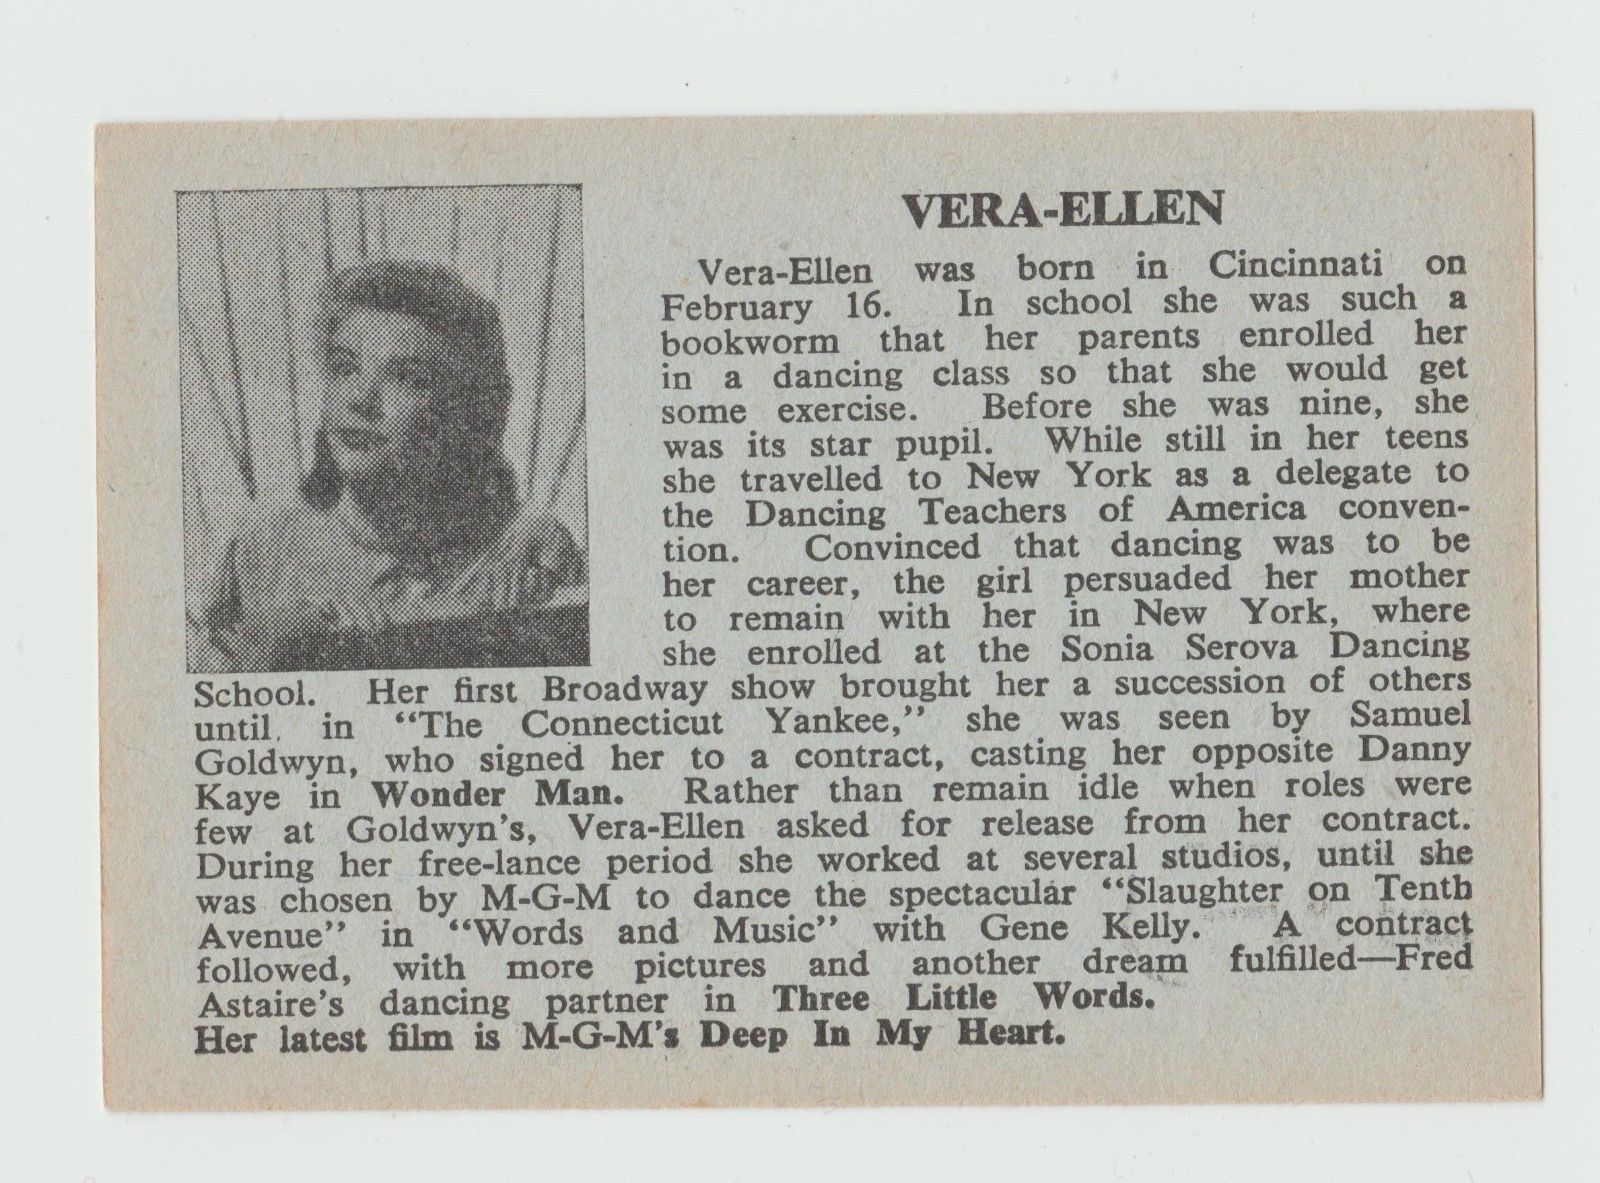 VERA-ELLEN
Vera-Ellen was born in Cincinnati on
February 16. In school she was such a
bookworm that her parents enrolled her
in a dancing class so that she would get
some exercise. Before she was nine, she
was its star pupil. While still in her teens
she travelled to New York as a delegate to
the Dancing Teachers of America conven-
tion. Convinced that dancing was to be
her career, the girl persuaded her mother
to remain with her in New York, where
she enrolled at the Sonia Serova Dancing
School. Her first Broadway show brought her a succession of others
until, in “The Connecticut Yankee,” she was seen by Samuel
Goldwyn, who signed her to a contract, casting her opposite Danny
Kaye in Wonder Man. Rather than remain idle when roles were
few at Goldwyn's, Vera-Ellen asked for release from her contract.
During her free-lance period she worked at several studios, until she
was chosen by M-G-M to dance the spectacular “Slaughter on Tenth
Avenue” in “Words and Music” with Gene Kelly. A contract
followed, with more pictures and another dream fulfilled—Fred
Astaire's dancing partner in Three Little Words.
Her latest film is M-G-M's Deep In My Heart.